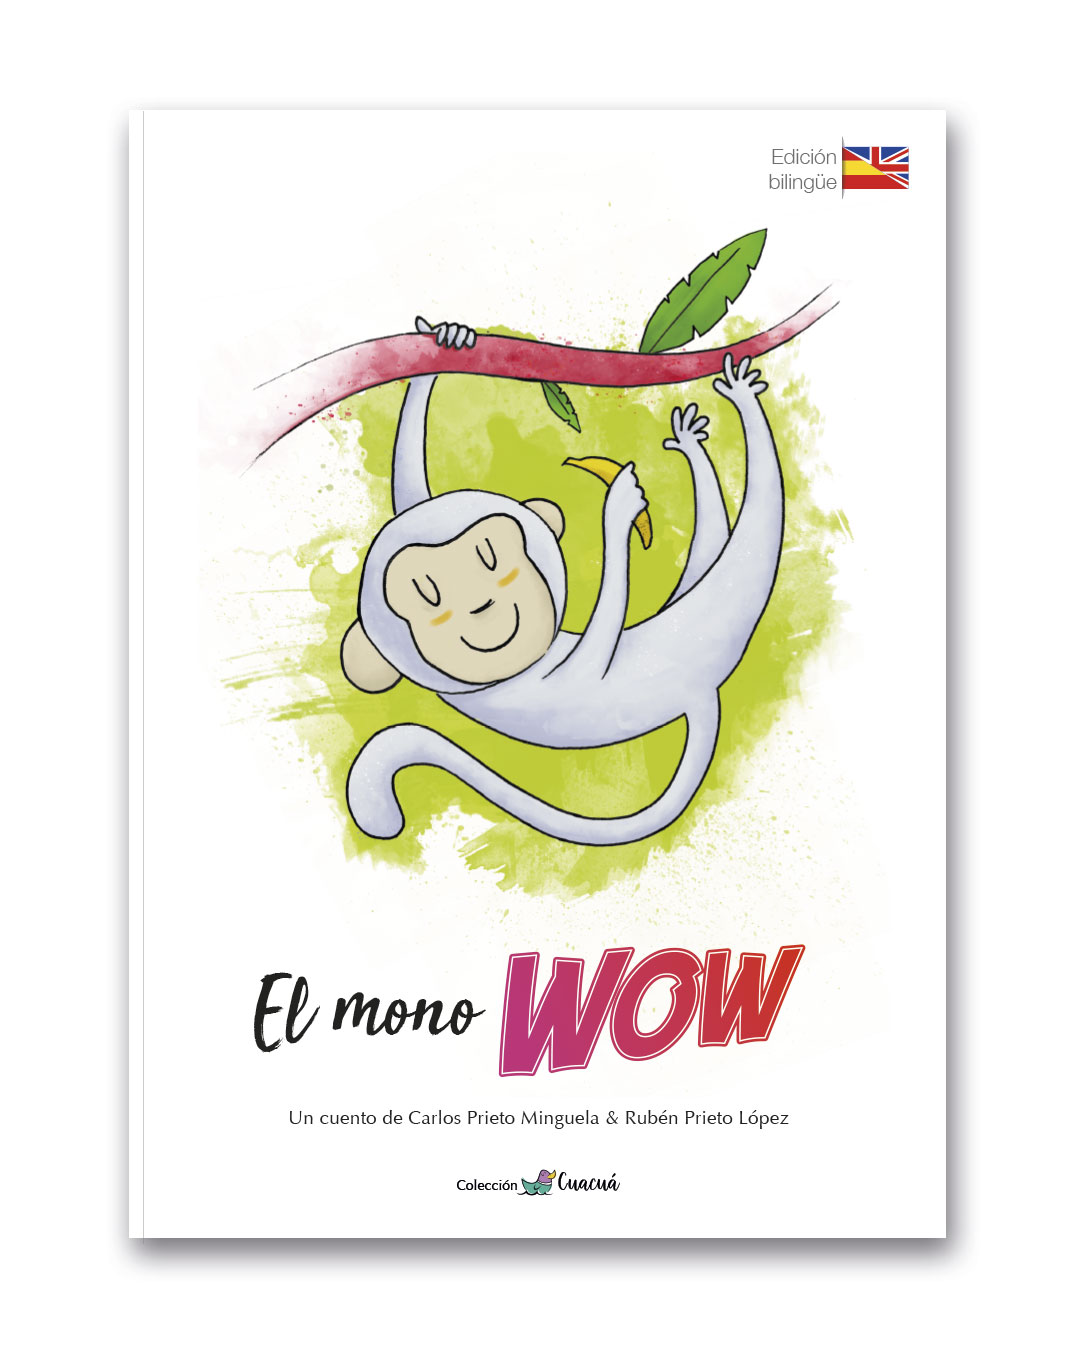 Edición
bilingüe
El mono WOW
Un cuento de Carlos Prieto Minguela & Rubén Prieto López
Colección Cuacuá